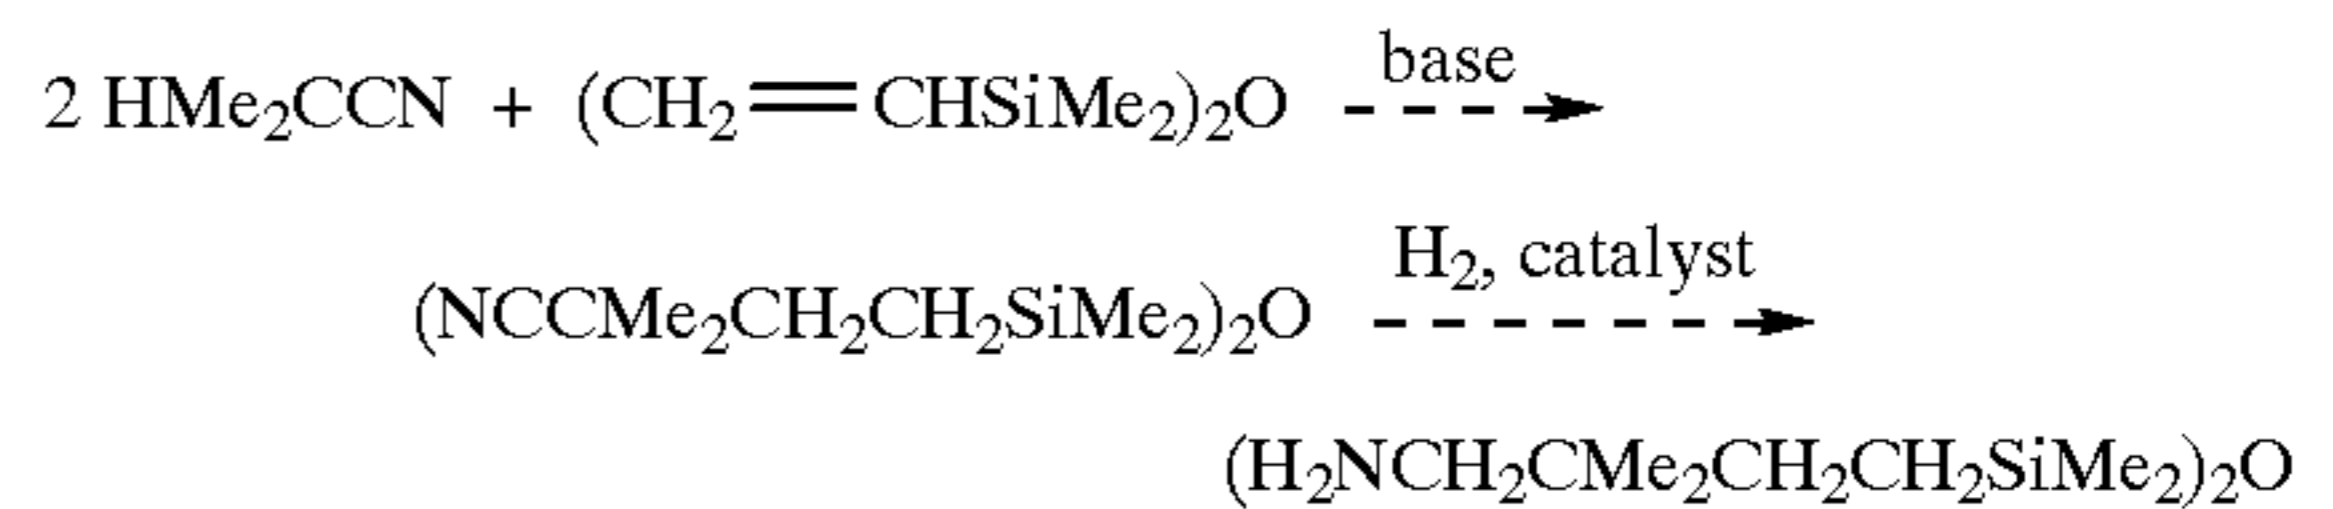 base
2 HMe₂CCN + (CH₂═CHSiMe₂)₂O
H₂, catalyst
(NCCMe₂CH₂CH₂SiMe₂)₂O
(H₂NCH₂CMe₂CH₂CH₂SiMe₂)₂O